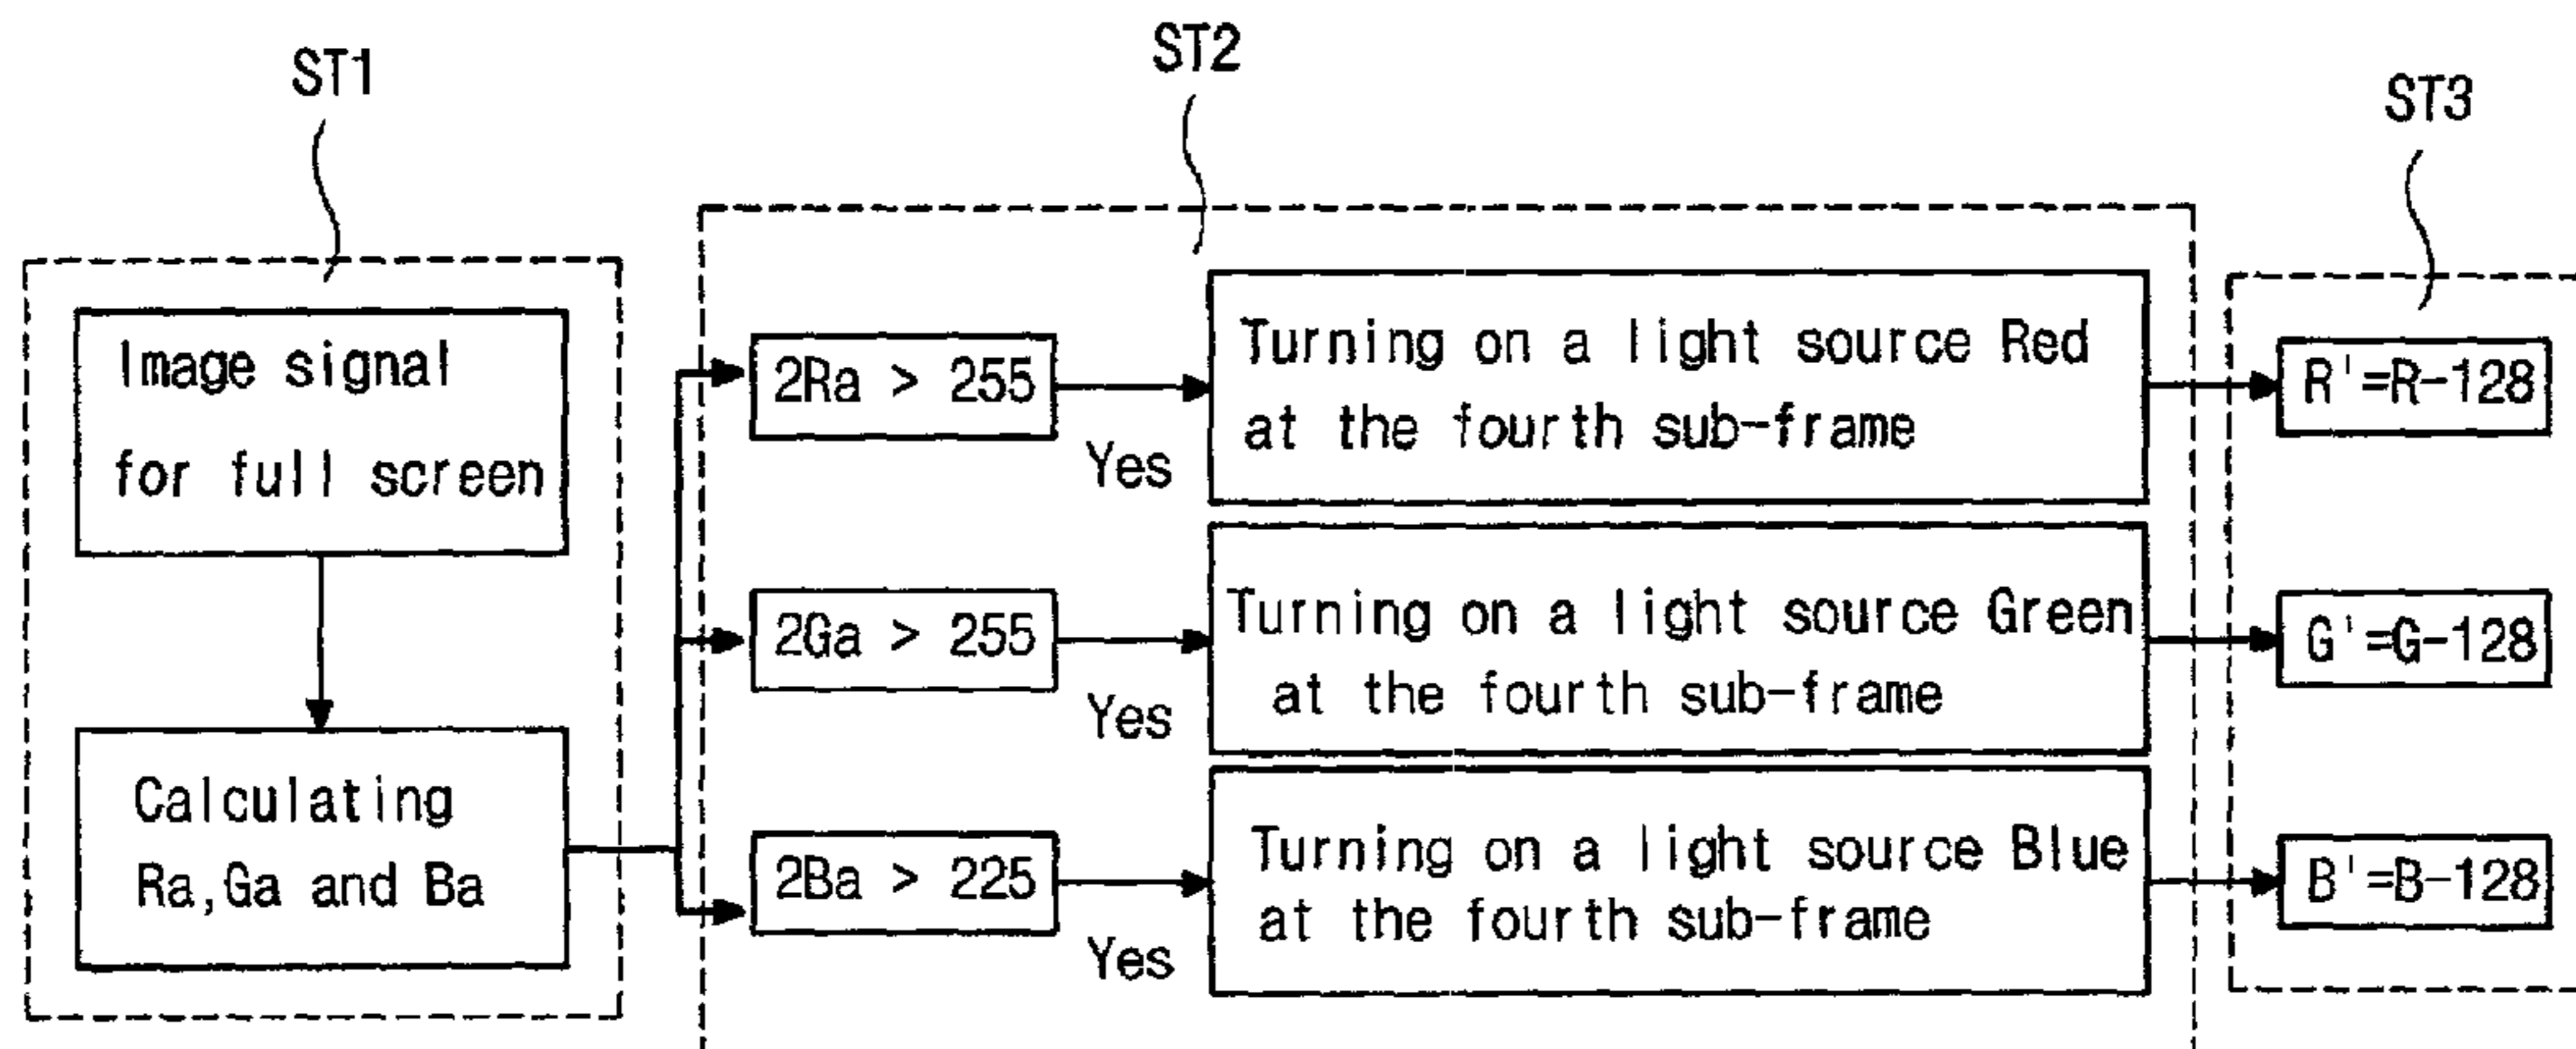 ST1
ST2
ST3
Image signal
for full screen
Calculating
Ra,Ga and Ba
2Ra > 255
Yes
Turning on a light source Red
at the fourth sub-frame
R'=R-128
2Ga > 255
Yes
Turning on a light source Green
at the fourth sub-frame
G'=G-128
2Ba > 225
Yes
Turning on a light source Blue
at the fourth sub-frame
B'=B-128